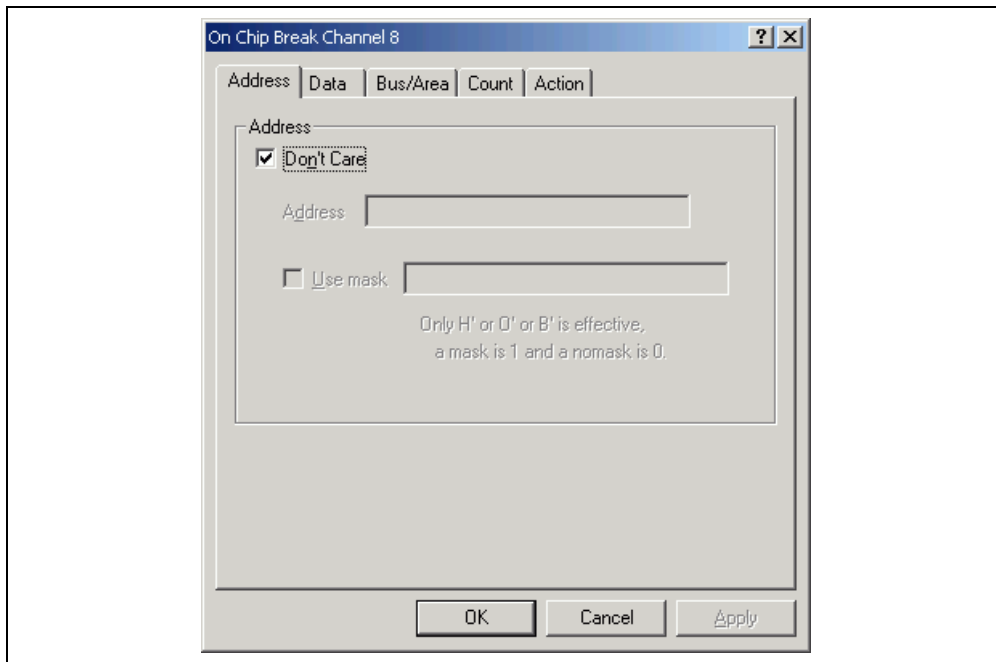 On Chip Break Channel 8
Address Data Bus/Area Count Action
Address
Don't Care
Address
Use mask
Only H' or O' or B' is effective,
a mask is 1 and a nomask is 0.
OK Cancel Apply